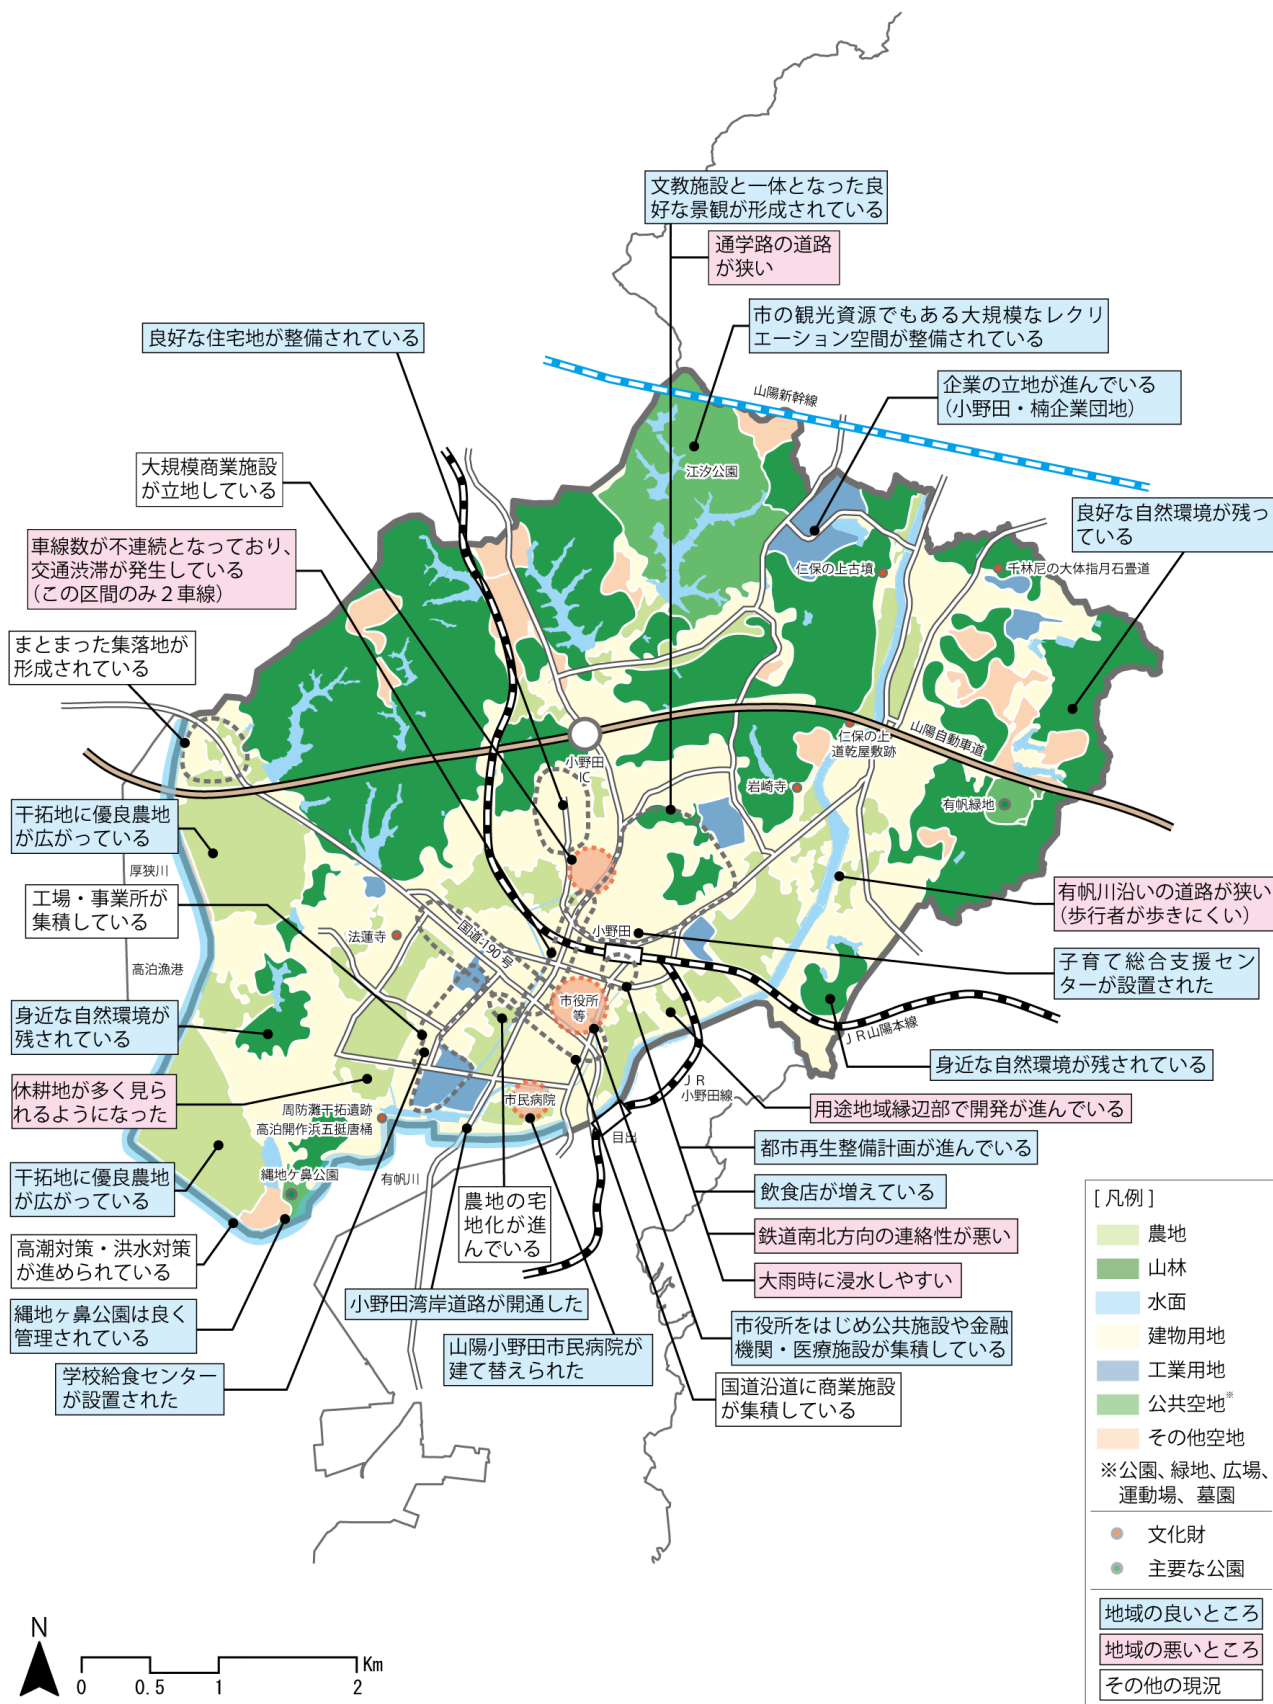 文教施設と一体となった良
好な景観が形成されている
通学路の道路
が狭い
市の観光資源でもある大規模なレクリ
エーション空間が整備されている
良好な住宅地が整備されている
山陽新幹線
企業の立地が進んでいる
（小野田・楠企業団地）
大規模商業施設
が立地している
江汐公園
良好な自然環境が残っ
ている
車線数が不連続となっており、
交通渋滞が発生している
（この区間のみ２車線）
仁保の上古墳
千林尼の大体指月石畳道
まとまった集落地が
形成されている
仁保の上
道乾屋敷跡
山陽自動車道
小野田
IC
岩崎寺
有帆緑地
干拓地に優良農地
が広がっている
厚狭川
工場・事業所が
集積している
有帆川沿いの道路が狭い
（歩行者が歩きにくい）
法蓮寺
国道190号
小野田
高泊漁港
子育て総合支援セン
ターが設置された
市役所
等
身近な自然環境が
残されている
ＪＲ山陽本線
身近な自然環境が残されている
休耕地が多く見ら
れるようになった
ＪＲ
小野田線
市民病院
周防灘干拓遺跡
高泊開作浜五挺唐樋
用途地域縁辺部で開発が進んでいる
目出
都市再生整備計画が進んでいる
干拓地に優良農地
が広がっている
縄地ケ鼻公園
有帆川
飲食店が増えている
農地の宅
地化が進
んでいる
鉄道南北方向の連絡性が悪い
高潮対策・洪水対策
が進められている
大雨時に浸水しやすい
小野田湾岸道路が開通した
縄地ヶ鼻公園は良く
管理されている
市役所をはじめ公共施設や金融
機関・医療施設が集積している
山陽小野田市民病院が
建て替えられた
学校給食センター
が設置された
国道沿道に商業施設
が集積している
[凡例]
農地
山林
水面
建物用地
工業用地
公共空地※
その他空地
※公園、緑地、広場、
運動場、墓園
文化財
主要な公園
地域の良いところ
地域の悪いところ
その他の現況
N
Km
0 0.5 1 2